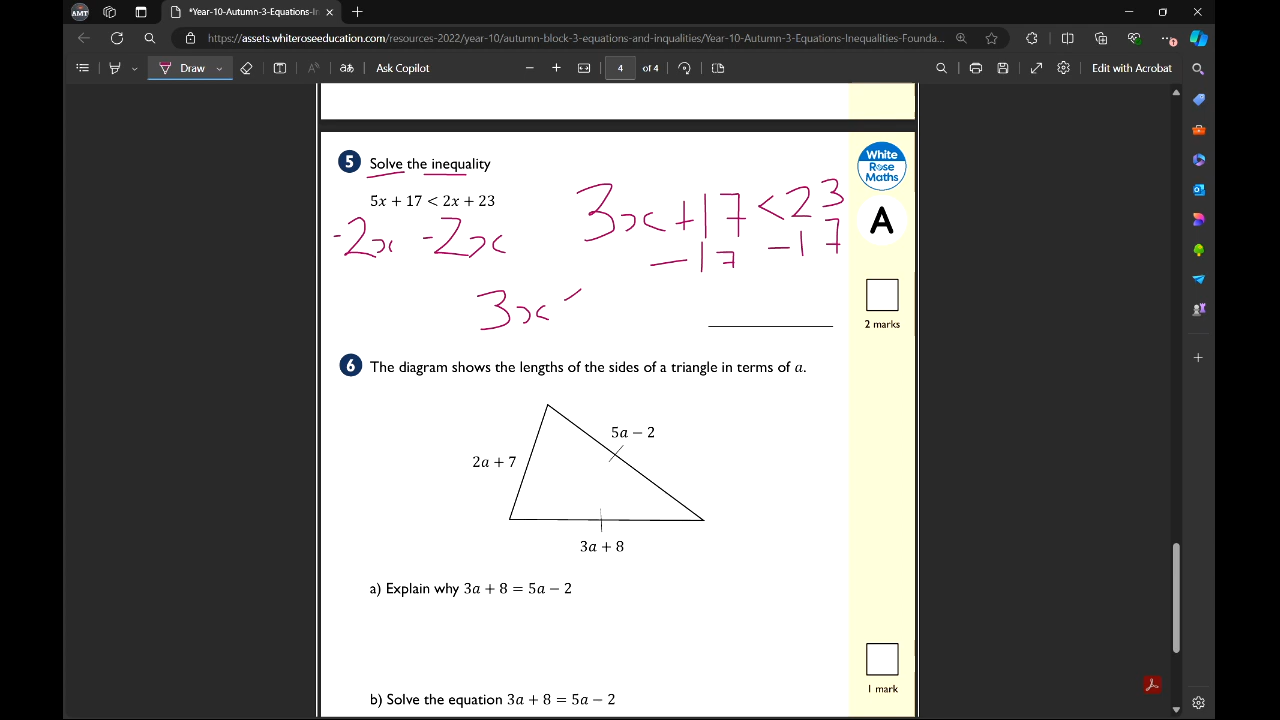 AMT
*Year-10-Autumn-3-Equations-In
https://assets.whiteroseeducation.com/resources-2022/year-10/autumn-block-3-equations-and-inqualities/Year-10-Autumn-3-Equations-Inequalities-Founda...
Draw
Ask Copilot
4 of 4
Edit with Acrobat
5 Solve the inequality
White Rose Maths
5x + 17 < 2x + 23
3x + 17 < 23
A
-2x -2x
-17 -17
3x
2 marks
6 The diagram shows the lengths of the sides of a triangle in terms of a.
5a − 2
2a + 7
3a + 8
a) Explain why 3a + 8 = 5a − 2
1 mark
b) Solve the equation 3a + 8 = 5a − 2